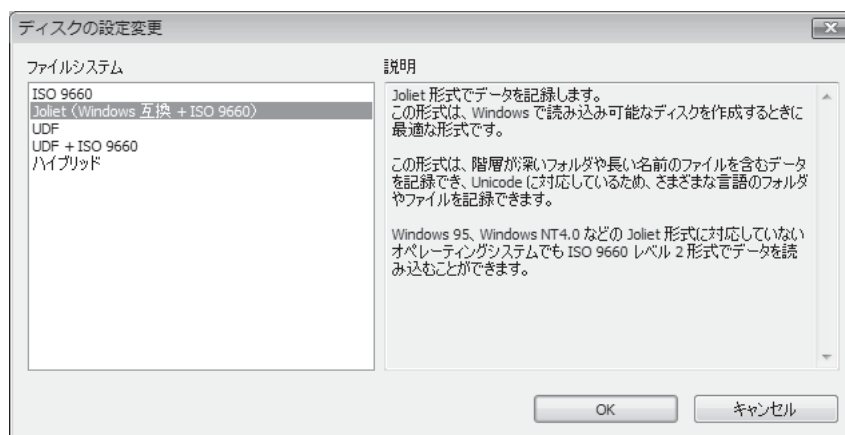 ディスクの設定変更
ファイルシステム
ISO 9660
Joliet (Windows 互換 + ISO 9660)
UDF
UDF + ISO 9660
ハイブリッド
説明
Joliet 形式でデータを記録します。
この形式は、Windows で読み込み可能なディスクを作成するときに
最適な形式です。
この形式は、階層が深いフォルダや長い名前のファイルを含むデータ
を記録でき、Unicode に対応しているため、さまざまな言語のフォルダ
やファイルを記録できます。
Windows 95、Windows NT4.0 などの Joliet 形式に対応していない
オペレーティングシステムでも ISO 9660 レベル 2 形式でデータを読
み込むことができます。
OK
キャンセル